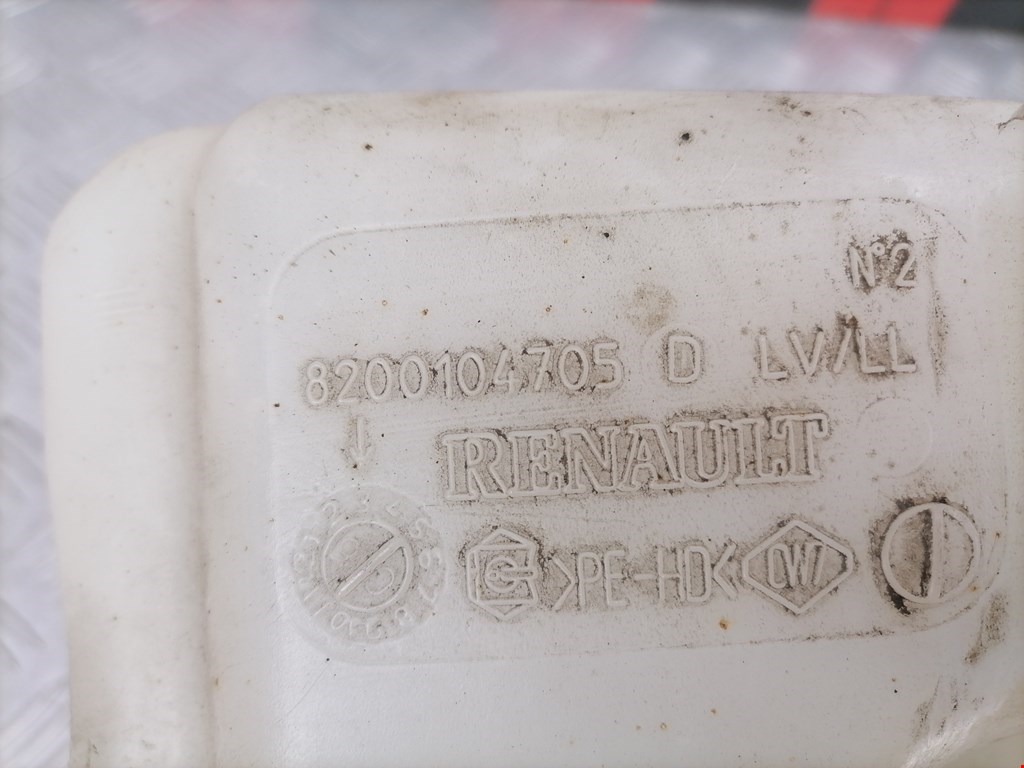 N°2
8200104705 D LV/LL
RENAULT
>PE-HD<